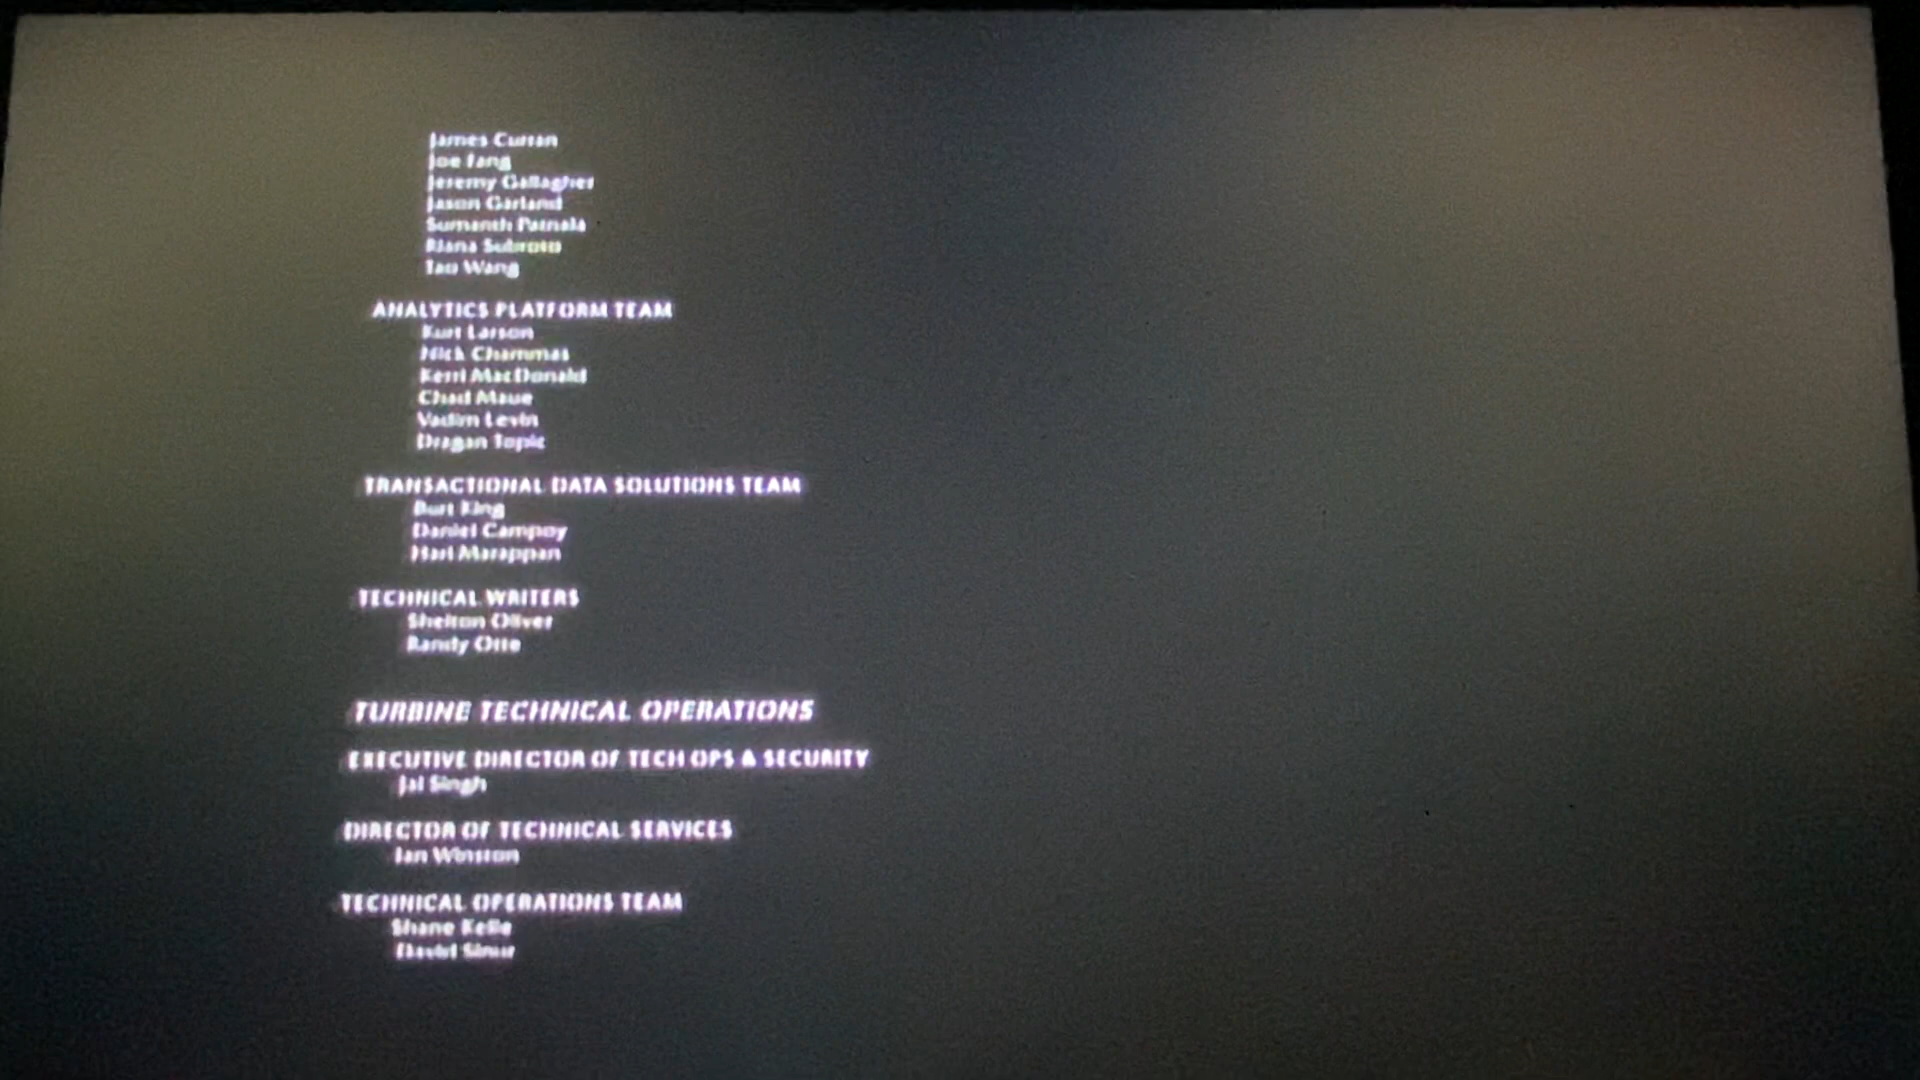 James Curran
Joe Fang
Jeremy Gallagher
Jason Garland
Sumanth Patnala
Riana Subroto
Tao Wang
ANALYTICS PLATFORM TEAM
Kurt Larson
Nick Chammas
Kerri MacDonald
Chad Maue
Vadim Levin
Dragan Topic
TRANSACTIONAL DATA SOLUTIONS TEAM
Burt King
Daniel Campoy
Hari Marappan
TECHNICAL WRITERS
Shelton Oliver
Randy Otte
TURBINE TECHNICAL OPERATIONS
EXECUTIVE DIRECTOR OF TECH OPS & SECURITY
Jai Singh
DIRECTOR OF TECHNICAL SERVICES
Ian Winston
TECHNICAL OPERATIONS TEAM
Shane
David